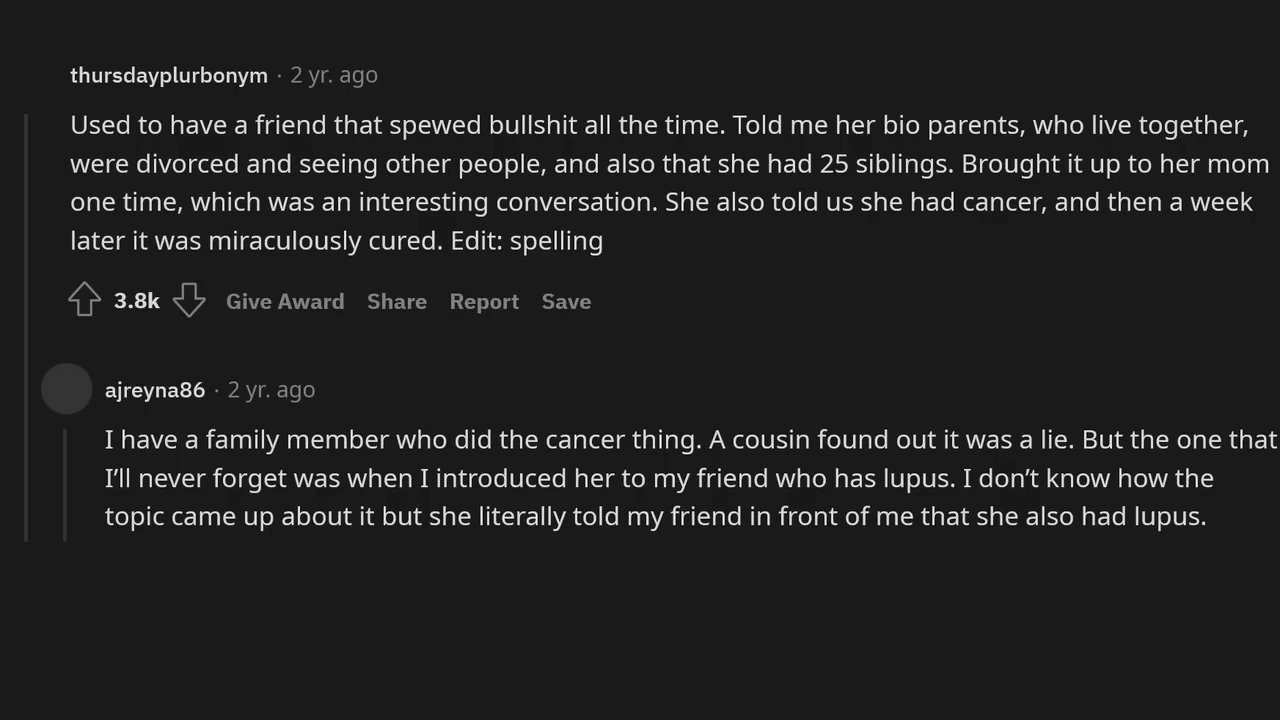 thursdayplurbonym · 2 yr. ago
Used to have a friend that spewed bullshit all the time. Told me her bio parents, who live together,
were divorced and seeing other people, and also that she had 25 siblings. Brought it up to her mom
one time, which was an interesting conversation. She also told us she had cancer, and then a week
later it was miraculously cured. Edit: spelling
3.8k Give Award Share Report Save
ajreyna86 · 2 yr. ago
I have a family member who did the cancer thing. A cousin found out it was a lie. But the one that
I’ll never forget was when I introduced her to my friend who has lupus. I don’t know how the
topic came up about it but she literally told my friend in front of me that she also had lupus.